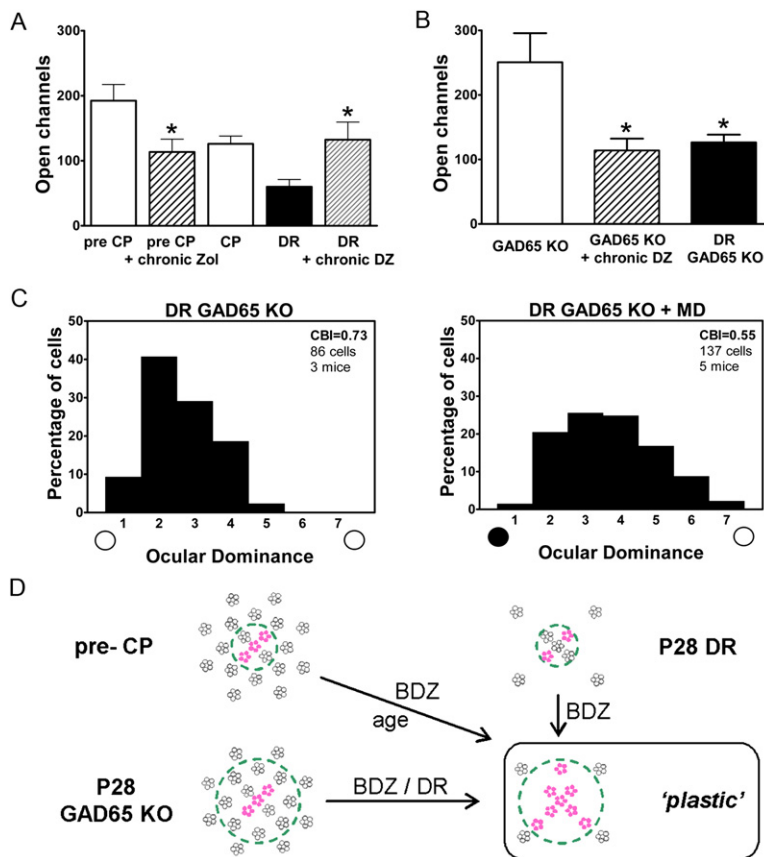 A
Open channels
300
200
100
0
*
*
pre CP
pre CP
CP
DR
DR
+ chronic Zol
+ chronic DZ
B
Open channels
300
200
100
0
*
*
GAD65 KO
GAD65 KO
+ chronic DZ
DR
GAD65 KO
C
DR GAD65 KO
CBI=0.73
86 cells
3 mice
Percentage of cells
50
40
30
20
10
0
1 2 3 4 5 6 7
Ocular Dominance
DR GAD65 KO + MD
CBI=0.55
137 cells
5 mice
Percentage of cells
50
40
30
20
10
0
1 2 3 4 5 6 7
Ocular Dominance
D
pre- CP
P28 DR
BDZ
age
BDZ
P28
GAD65 KO
BDZ / DR
'plastic'